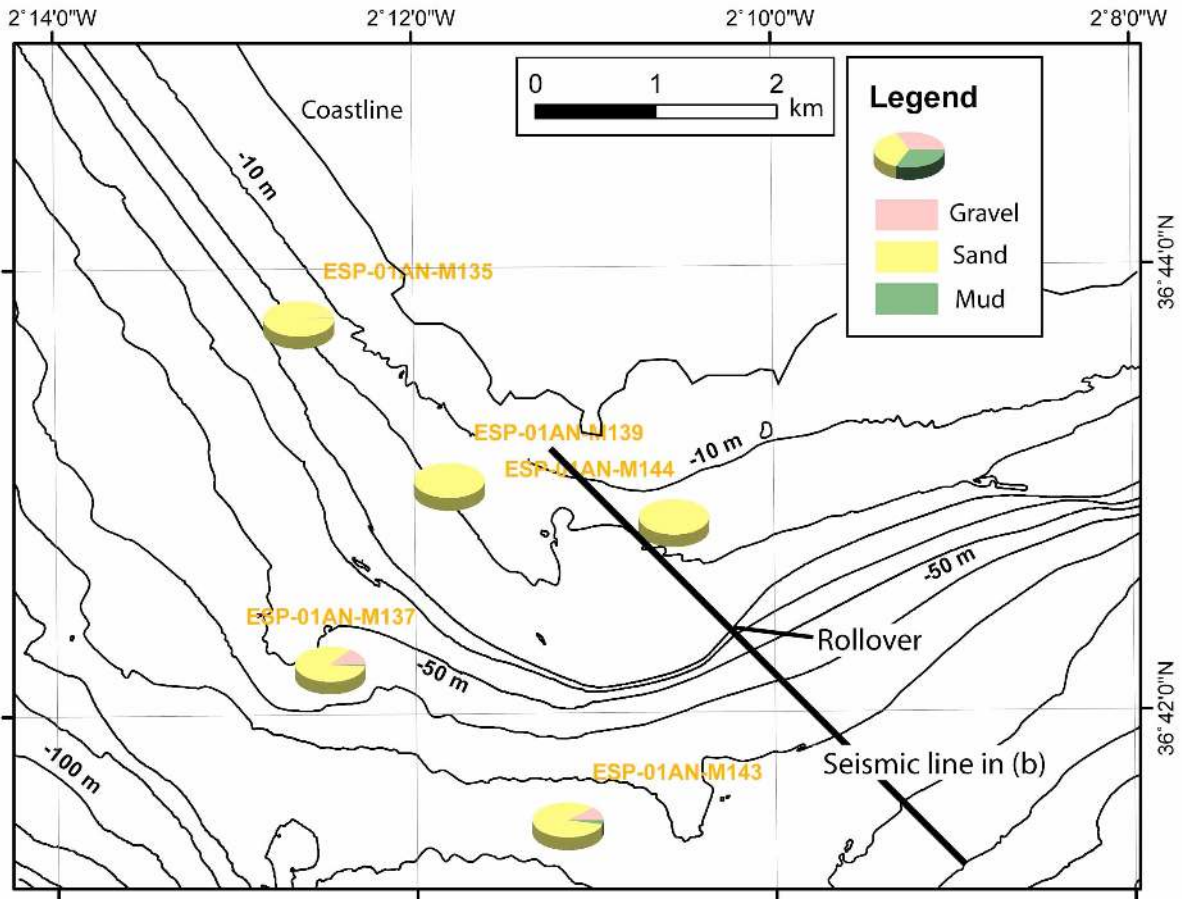 2°14'0"W 2°12'0"W 2°10'0"W 2°8'0"W
0 1 2
km
Legend
Gravel
Sand
Mud
Coastline
-10 m
36°44'0"N
ESP-01AN-M135
ESP-01AN-M139
-10 m
ESP-01AN-M144
-50 m
ESP-01AN-M137
Rollover
-50 m
36°42'0"N
-100 m
ESP-01AN-M143
Seismic line in (b)